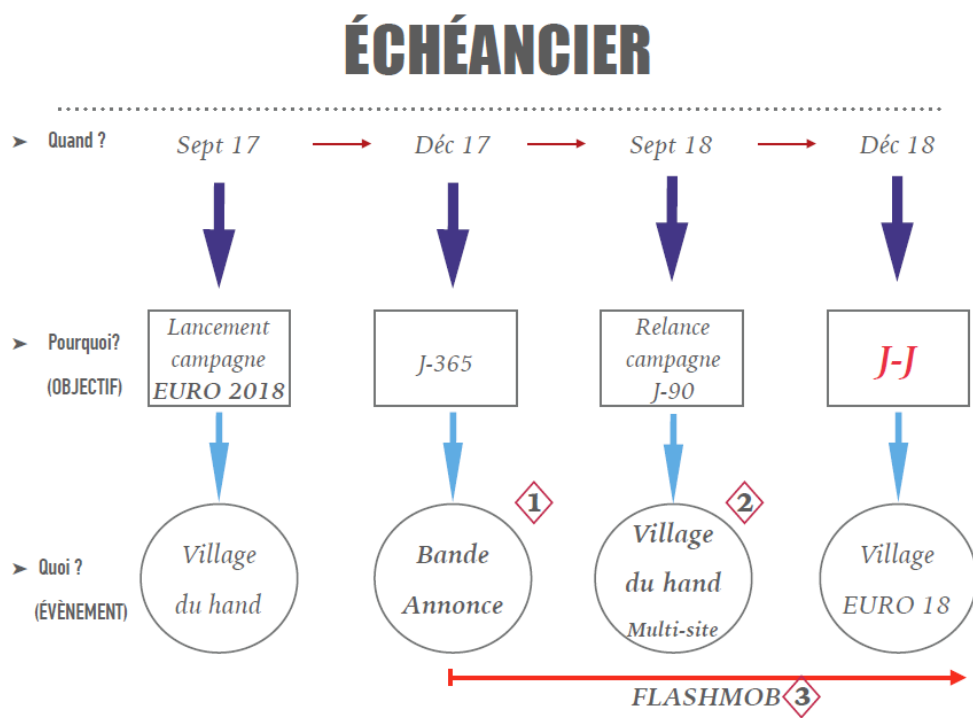 ÉCHÉANCIER
➤ Quand ?
Sept 17
Déc 17
Sept 18
Déc 18
➤ Pourquoi?
(OBJECTIF)
Lancement
campagne
EURO 2018
J-365
Relance
campagne
J-90
J-J
➤ Quoi ?
(ÉVÈNEMENT)
Village
du hand
1
Bande
Annonce
2
Village
du hand
Multi-site
Village
EURO 18
FLASHMOB 3